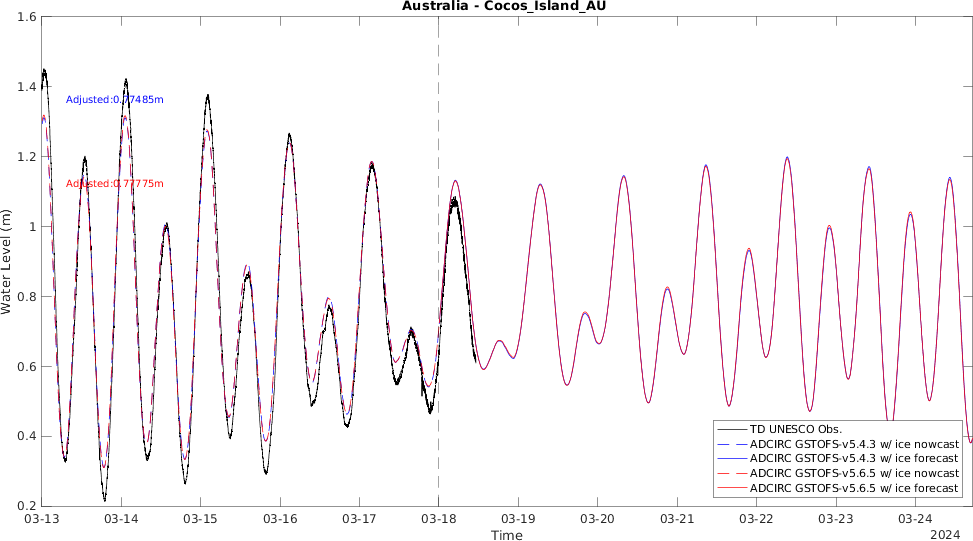 Australia - Cocos_Island_AU
Water Level (m)
1.6
1.4
1.2
1
0.8
0.6
0.4
0.2
Adjusted:0.77485m
Adjusted:0.77775m
TD UNESCO Obs.
ADCIRC GSTOFS-v5.4.3 w/ ice nowcast
ADCIRC GSTOFS-v5.4.3 w/ ice forecast
ADCIRC GSTOFS-v5.6.5 w/ ice nowcast
ADCIRC GSTOFS-v5.6.5 w/ ice forecast
03-13 03-14 03-15 03-16 03-17 03-18 03-19 03-20 03-21 03-22 03-23 03-24
Time
2024